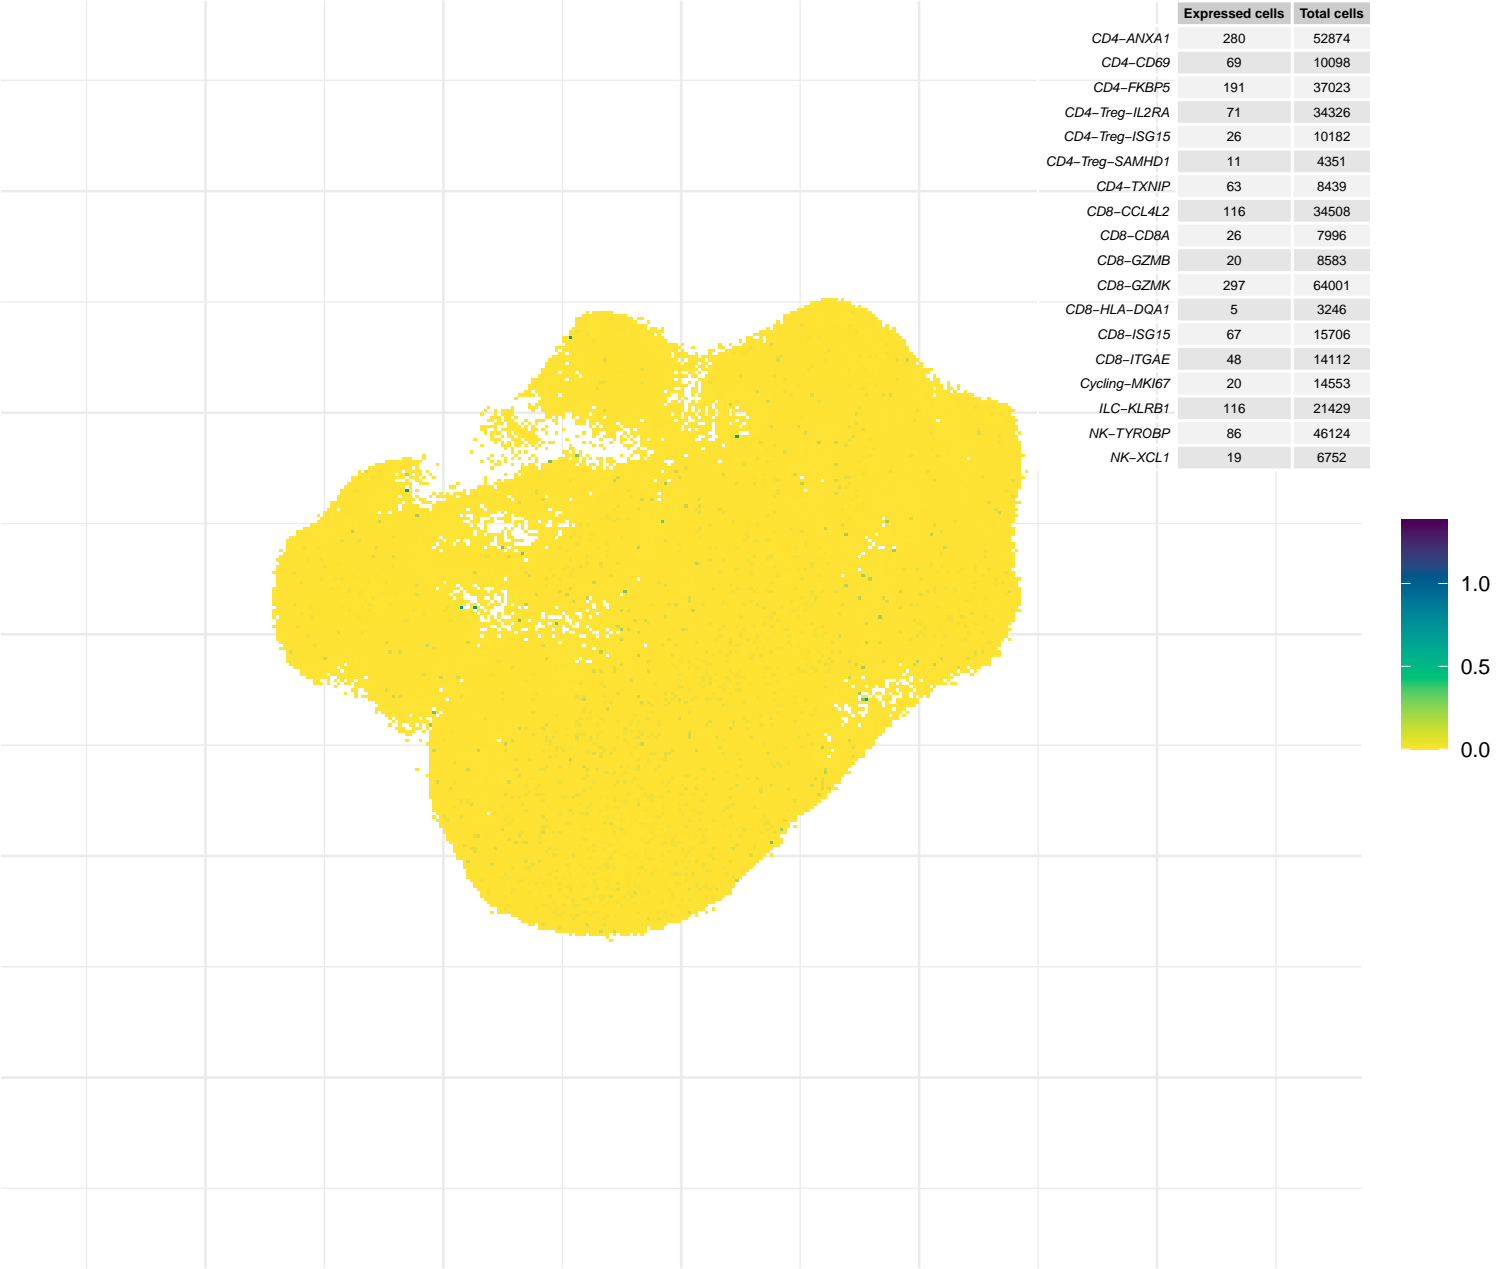 Expressed cells Total cells
CD4−ANXA1 280 52874
CD4−CD69 69 10098
CD4−FKBP5 191 37023
CD4−Treg−IL2RA 71 34326
CD4−Treg−ISG15 26 10182
CD4−Treg−SAMHD1 11 4351
CD4−TXNIP 63 8439
CD8−CCL4L2 116 34508
CD8−CD8A 26 7996
CD8−GZMB 20 8583
CD8−GZMK 297 64001
CD8−HLA−DQA1 5 3246
CD8−ISG15 67 15706
CD8−ITGAE 48 14112
Cycling−MKI67 20 14553
ILC−KLRB1 116 21429
NK−TYROBP 86 46124
NK−XCL1 19 6752
1.0
0.5
0.0